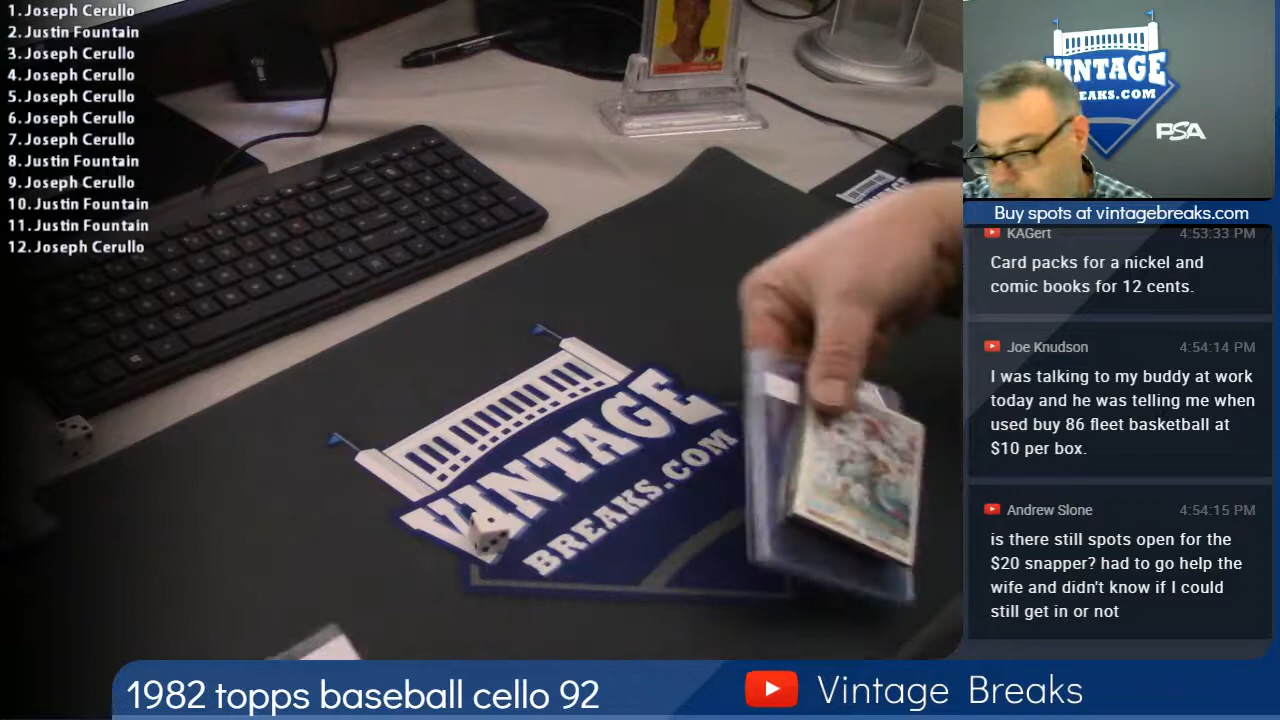 1. Joseph Cerullo
2. Justin Fountain
3. Joseph Cerullo
4. Joseph Cerullo
5. Joseph Cerullo
6. Joseph Cerullo
7. Joseph Cerullo
8. Justin Fountain
9. Joseph Cerullo
10. Justin Fountain
11. Justin Fountain
12. Joseph Cerullo
VINTAGE
BREAKS.COM
VINTAGE
EAKS.COM
PSA
Buy spots at vintagebreaks.com
KAGert 4:53:33 PM
Card packs for a nickel and
comic books for 12 cents.
Joe Knudson 4:54:14 PM
I was talking to my buddy at work
today and he was telling me when
used buy 86 fleet basketball at
$10 per box.
Andrew Slone 4:54:15 PM
is there still spots open for the
$20 snapper? had to go help the
wife and didn't know if I could
still get in or not
1982 topps baseball cello 92
Vintage Breaks